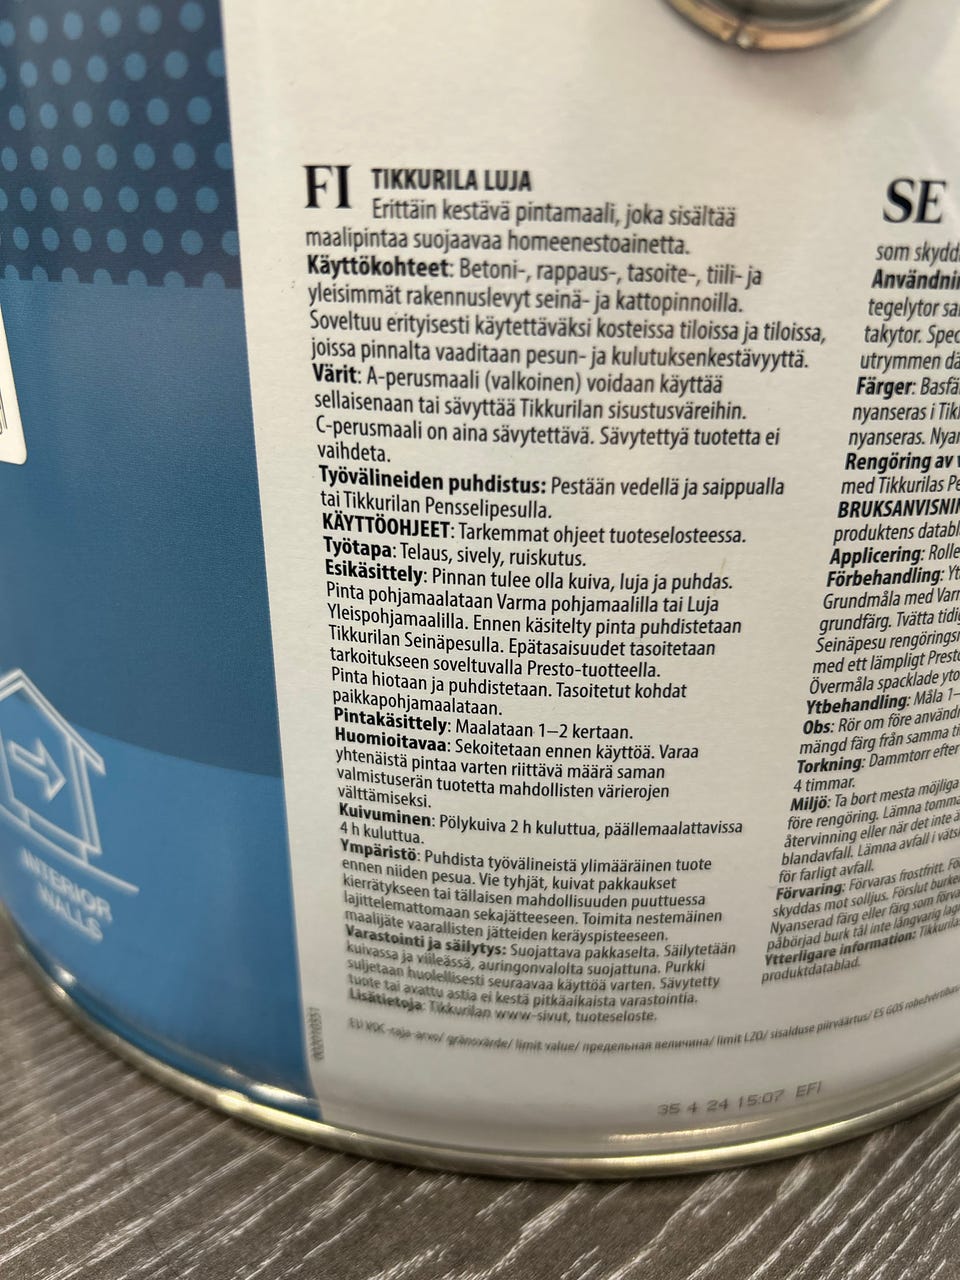 FI TIKKURILA LUJA
Erittäin kestävä pintamaali, joka sisältää
maalipintaa suojaavaa homeenestoainetta.
Käyttökohteet: Betoni-, rappaus-, tasoite-, tiili- ja
yleisimmät rakennuslevyt seinä- ja kattopinnoilla.
Soveltuu erityisesti käytettäväksi kosteissa tiloissa ja tiloissa,
joissa pinnalta vaaditaan pesun- ja kulutuksenkestävyyttä.
Värit: A-perusmaali (valkoinen) voidaan käyttää
sellaisenaan tai sävyttää Tikkurilan sisustusväreihin.
C-perusmaali on aina sävytettävä. Sävytettyä tuotetta ei
vaihdeta.
Työvälineiden puhdistus: Pestään vedellä ja saippualla
tai Tikkurilan Pensselipesulla.
KÄYTTÖOHJEET: Tarkemmat ohjeet tuoteselosteessa.
Työtapa: Telaus, sively, ruiskutus.
Esikäsittely: Pinnan tulee olla kuiva, luja ja puhdas.
Pinta pohjamaalataan Varma pohjamaalilla tai Luja
Yleispohjamaalilla. Ennen käsitelty pinta puhdistetaan
Tikkurilan Seinäpesulla. Epätasaisuudet tasoitetaan
tarkoitukseen soveltuvalla Presto-tuotteella.
Pinta hiotaan ja puhdistetaan. Tasoitetut kohdat
paikkapohjamaalataan.
Pintakäsittely: Maalataan 1–2 kertaan.
Huomioitavaa: Sekoitetaan ennen käyttöä. Varaa
yhtenäistä pintaa varten riittävä määrä saman
valmistuserän tuotetta mahdollisten värierojen
välttämiseksi.
Kuivuminen: Pölykuiva 2 h kuluttua, päällemaalattavissa
4 h kuluttua.
Ympäristö: Puhdista työvälineistä ylimääräinen tuote
ennen niiden pesua. Vie tyhjät, kuivat pakkaukset
kierrätykseen tai tällaisen mahdollisuuden puuttuessa
lajittelemattomaan sekajätteeseen. Toimita nestemäinen
maalijäte vaarallisten jätteiden keräyspisteeseen.
Varastointi ja säilytys: Suojattava pakkaselta. Säilytetään
kuivassa ja viileässä, auringonvalolta suojattuna. Purkki
suljetaan huolellisesti seuraavaa käyttöä varten. Sävytetty
tuote tai avattu astia ei kestä pitkäaikaista varastointia.
Lisätietoja: Tikkurilan www-sivut, tuoteseloste.
EU VOC -raja-arvo/ gränsvärde/ limit value/ предельная величина/ limit LZO/ sisalduse piirväärtus/ ES GOS
35 4 24 15:07 EFI
SE
som skydd
Användnin
tegelytor sa
takytor. Spec
utrymmen dä
Färger: Basfä
nyanseras i Tik
nyanseras. Nyan
Rengöring av v
med Tikkurilas Pe
BRUKSANVISNIN
produktens databl
Applicering: Rolle
Förbehandling: Yt
Grundmåla med Varm
grundfärg. Tvätta tidig
Seinäpesu rengörings
med ett lämpligt Presto
Övermåla spacklade yto
Ytbehandling: Måla 1–
Obs: Rör om före användn
mängd färg från samma ti
Torkning: Dammtorr efter
4 timmar.
Miljö: Ta bort mesta möjliga
före rengöring. Lämna tomma
återvinning eller när det inte ä
blandavfall. Lämna avfall i väts
för farligt avfall.
Förvaring: Förvaras frostfritt. Fö
skyddas mot solljus. Förslut burke
Nyanserad färg eller färg som förva
påbörjad burk tål inte långvarig lag
Ytterligare information: Tikkurila
produktdatablad.
INTERIOR
WALLS